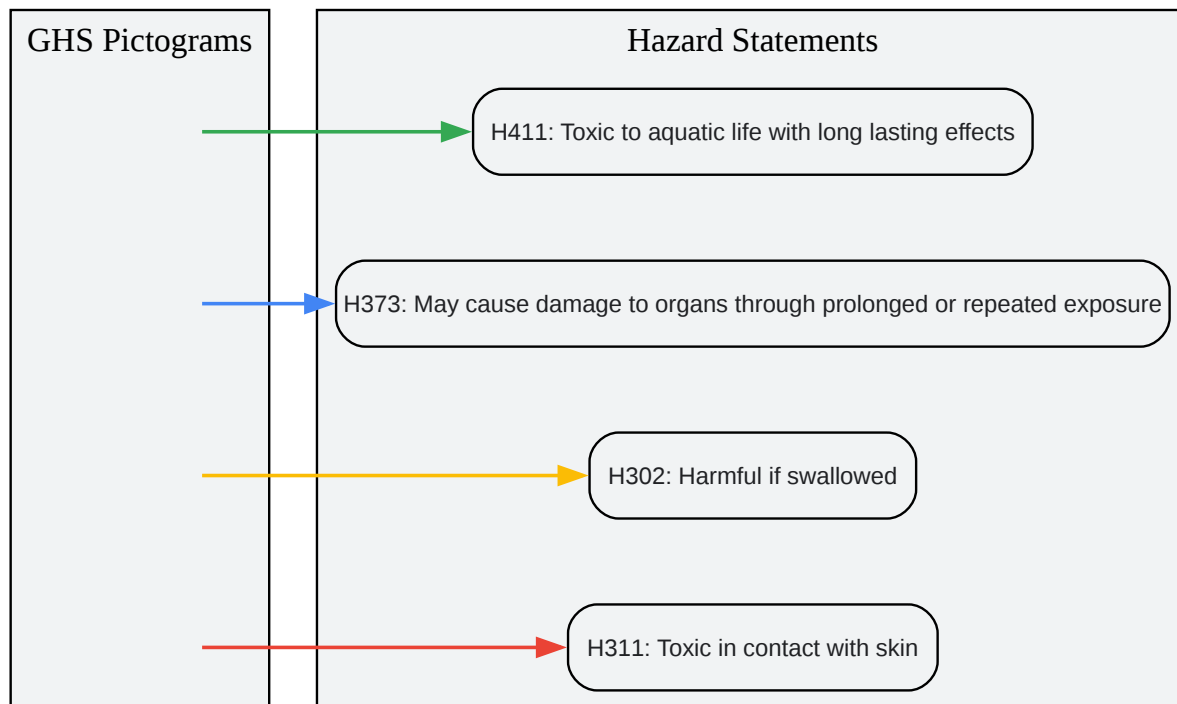 GHS Pictograms
Hazard Statements
H411: Toxic to aquatic life with long lasting effects
H373: May cause damage to organs through prolonged or repeated exposure
H302: Harmful if swallowed
H311: Toxic in contact with skin